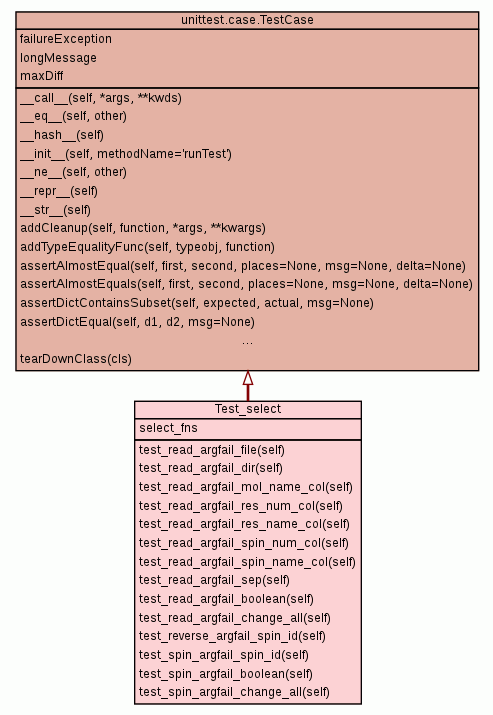 unittest.case.TestCase
failureException
longMessage
maxDiff
__call__(self, *args, **kwds)
__eq__(self, other)
__hash__(self)
__init__(self, methodName='runTest')
__ne__(self, other)
__repr__(self)
__str__(self)
addCleanup(self, function, *args, **kwargs)
addTypeEqualityFunc(self, typeobj, function)
assertAlmostEqual(self, first, second, places=None, msg=None, delta=None)
assertAlmostEquals(self, first, second, places=None, msg=None, delta=None)
assertDictContainsSubset(self, expected, actual, msg=None)
assertDictEqual(self, d1, d2, msg=None)
...
tearDownClass(cls)
Test_select
select_fns
test_read_argfail_file(self)
test_read_argfail_dir(self)
test_read_argfail_mol_name_col(self)
test_read_argfail_res_num_col(self)
test_read_argfail_res_name_col(self)
test_read_argfail_spin_num_col(self)
test_read_argfail_spin_name_col(self)
test_read_argfail_sep(self)
test_read_argfail_boolean(self)
test_read_argfail_change_all(self)
test_reverse_argfail_spin_id(self)
test_spin_argfail_spin_id(self)
test_spin_argfail_boolean(self)
test_spin_argfail_change_all(self)